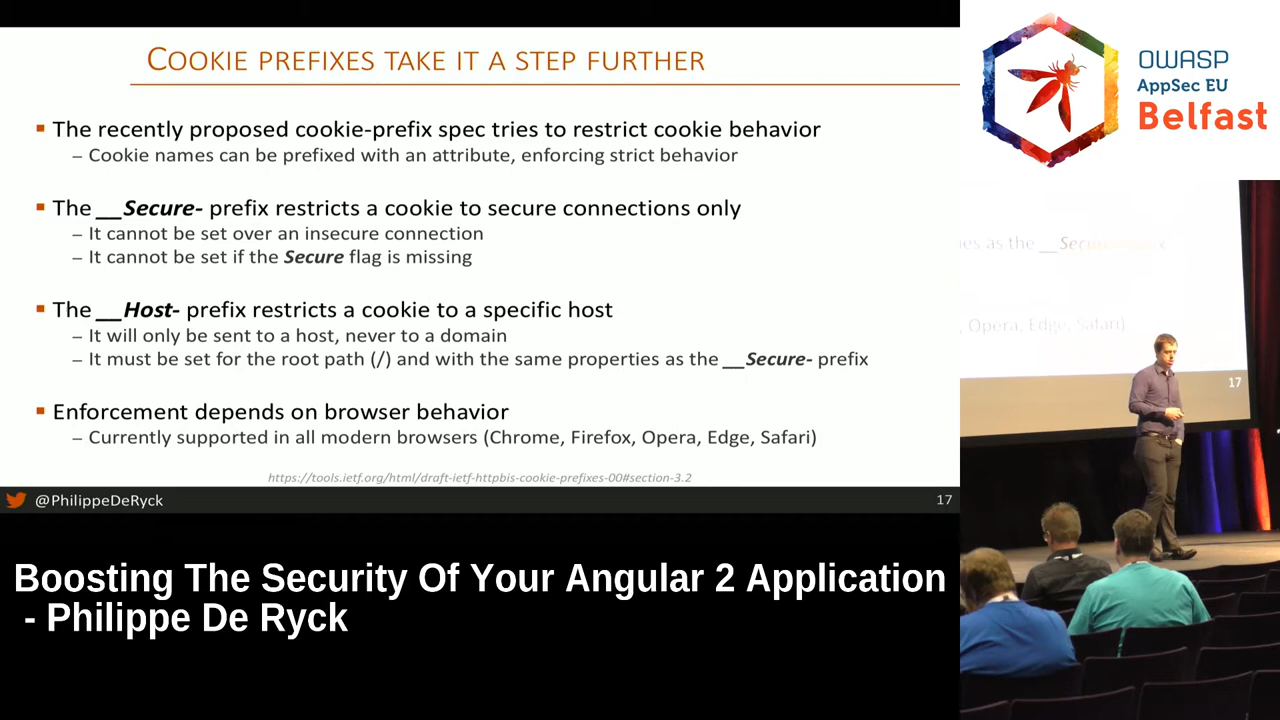 COOKIE PREFIXES TAKE IT A STEP FURTHER
▪ The recently proposed cookie-prefix spec tries to restrict cookie behavior
– Cookie names can be prefixed with an attribute, enforcing strict behavior
▪ The __Secure- prefix restricts a cookie to secure connections only
– It cannot be set over an insecure connection
– It cannot be set if the Secure flag is missing
▪ The __Host- prefix restricts a cookie to a specific host
– It will only be sent to a host, never to a domain
– It must be set for the root path (/) and with the same properties as the __Secure- prefix
▪ Enforcement depends on browser behavior
– Currently supported in all modern browsers (Chrome, Firefox, Opera, Edge, Safari)
https://tools.ietf.org/html/draft-ietf-httpbis-cookie-prefixes-00#section-3.2
@PhilippeDeRyck
17
OWASP
AppSec EU
Belfast
as the __Secure-
, Opera, Edge, Safari)
17
Boosting The Security Of Your Angular 2 Application
- Philippe De Ryck